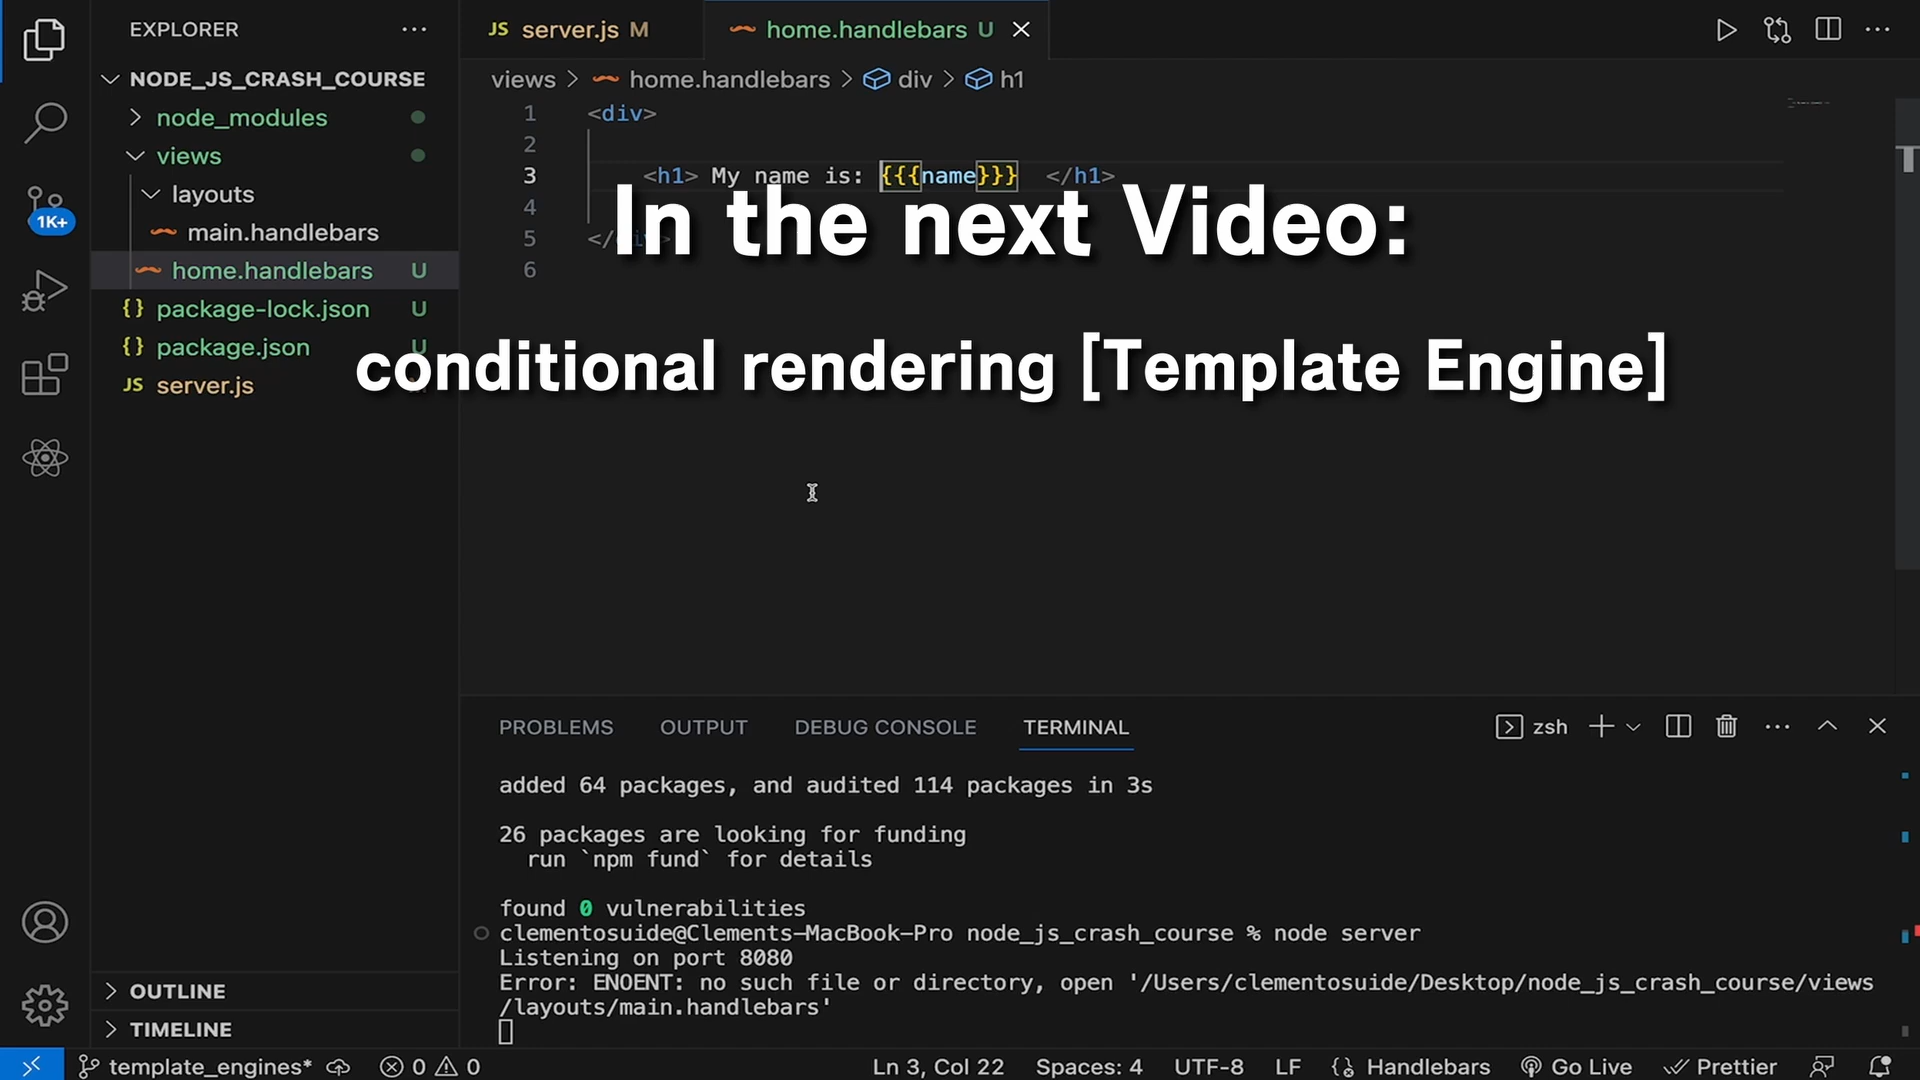 EXPLORER
NODE_JS_CRASH_COURSE
node_modules
views
layouts
main.handlebars
home.handlebars U
package-lock.json U
package.json U
JS server.js
OUTLINE
TIMELINE
1K+
JS server.js M
home.handlebars U
views > home.handlebars > div > h1
1 <div>
2
3 <h1> My name is: {{{name}}} </h1>
4
5 </div>
6
In the next Video:
conditional rendering [Template Engine]
PROBLEMS OUTPUT DEBUG CONSOLE TERMINAL zsh
added 64 packages, and audited 114 packages in 3s
26 packages are looking for funding
run `npm fund` for details
found 0 vulnerabilities
clementosuide@Clements-MacBook-Pro node_js_crash_course % node server
Listening on port 8080
Error: ENOENT: no such file or directory, open '/Users/clementosuide/Desktop/node_js_crash_course/views
/layouts/main.handlebars'
template_engines* 0 0 Ln 3, Col 22 Spaces: 4 UTF-8 LF Handlebars Go Live Prettier